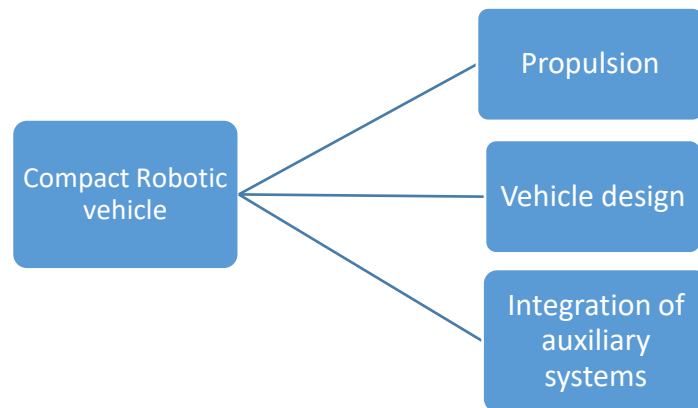 Propulsion
Compact Robotic
vehicle
Vehicle design
Integration of
auxiliary
systems